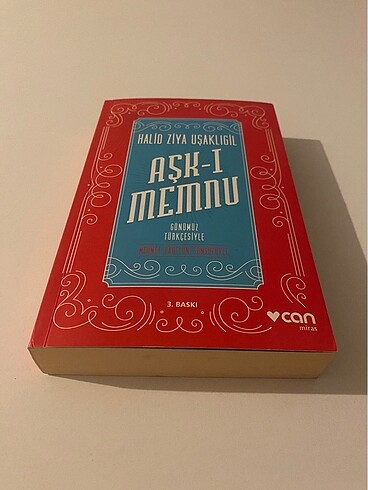 HALİD ZİYA UŞAKLIGİL
AŞK-I
MEMNU
GÜNÜMÜZ
TÜRKÇESİYLE
3. BASKI
can
miras